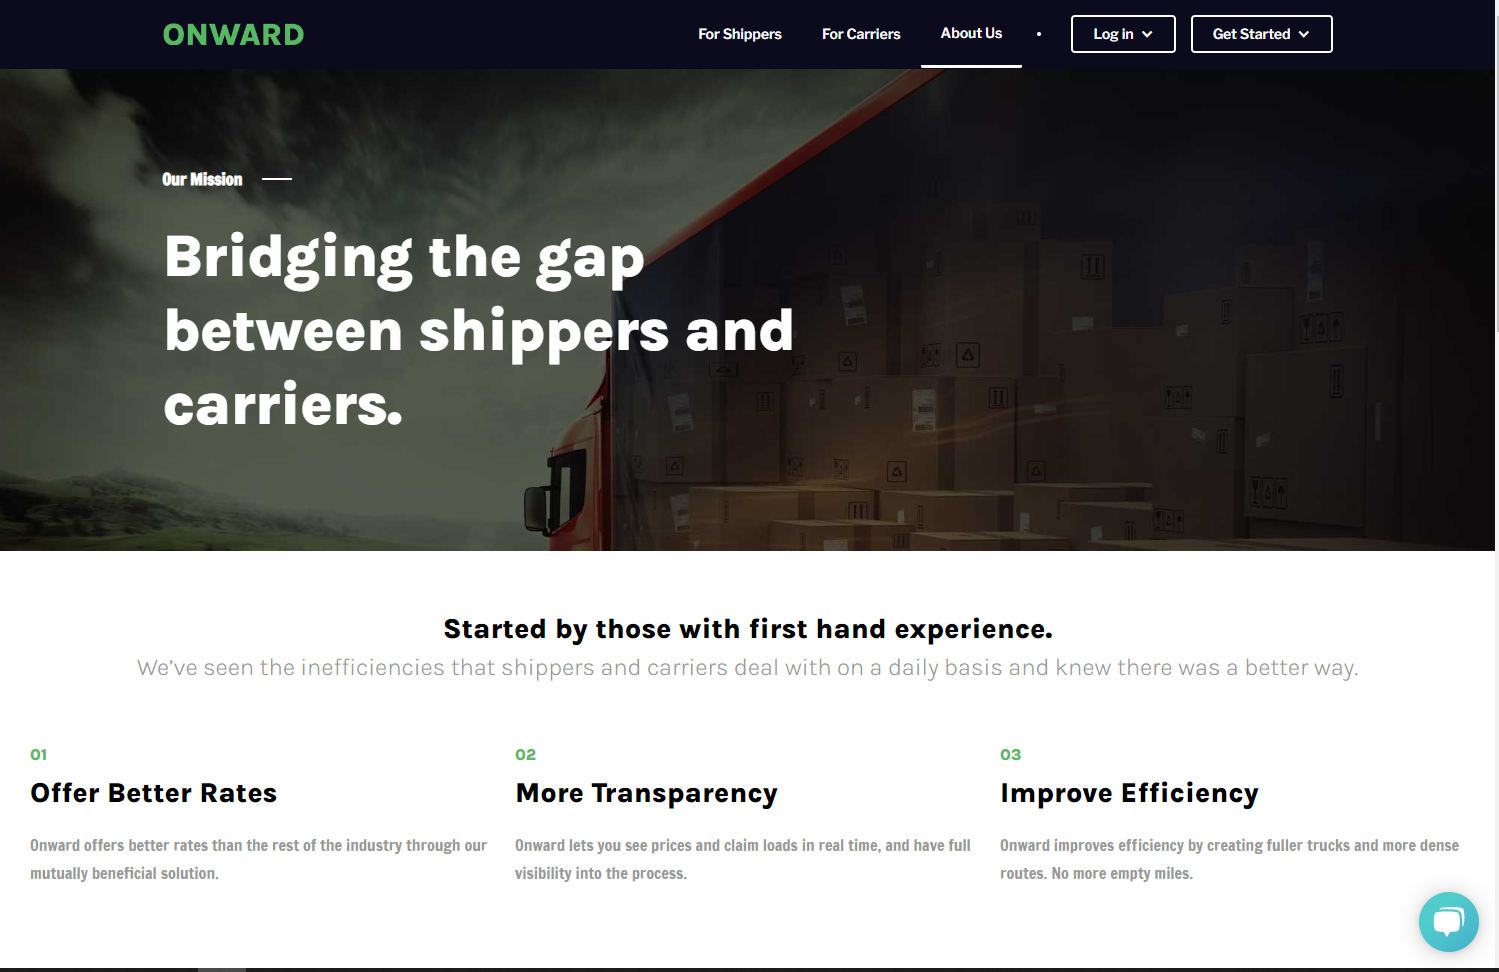 ONWARD
For Shippers
For Carriers
About Us
Log in
Get Started
Our Mission
Bridging the gap
between shippers and
carriers.
Started by those with first hand experience.
We’ve seen the inefficiencies that shippers and carriers deal with on a daily basis and knew there was a better way.
01
Offer Better Rates
Onward offers better rates than the rest of the industry through our
mutually beneficial solution.
02
More Transparency
Onward lets you see prices and claim loads in real time, and have full
visibility into the process.
03
Improve Efficiency
Onward improves efficiency by creating fuller trucks and more dense
routes. No more empty miles.